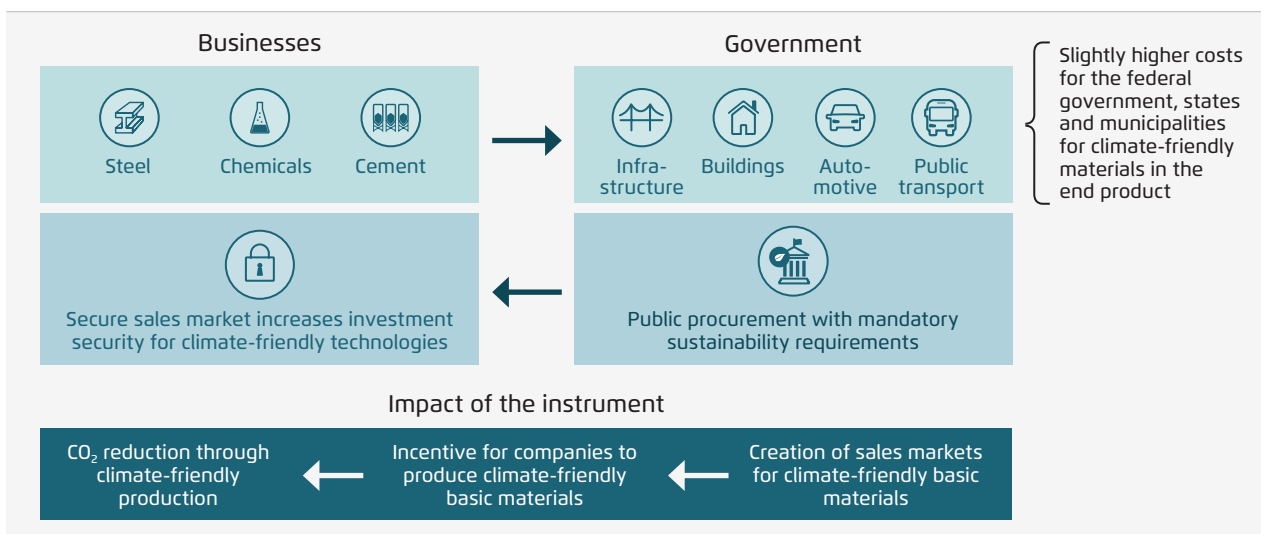 Businesses
Government
Steel
Chemicals
Cement
Infra-
structure
Buildings
Auto-
motive
Public
transport
Slightly higher costs
for the federal
government, states
and municipalities
for climate-friendly
materials in the
end product
Secure sales market increases investment
security for climate-friendly technologies
Public procurement with mandatory
sustainability requirements
Impact of the instrument
CO₂ reduction through
climate-friendly
production
Incentive for companies to
produce climate-friendly
basic materials
Creation of sales markets
for climate-friendly basic
materials